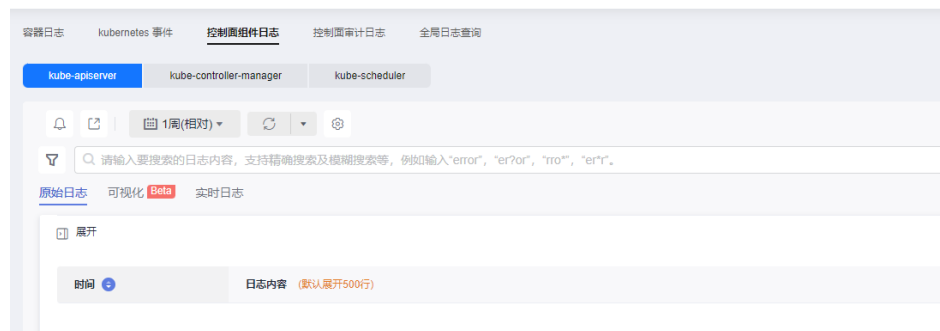 容器日志 kubernetes 事件 控制面组件日志 控制面审计日志 全局日志查询
kube-apiserver kube-controller-manager kube-scheduler
1周(相对)
请输入要搜索的日志内容，支持精确搜索及模糊搜索等，例如输入"error"，"er?or"，"rro*"，"er*r"。
原始日志 可视化 Beta 实时日志
展开
时间 日志内容 (默认展开500行)